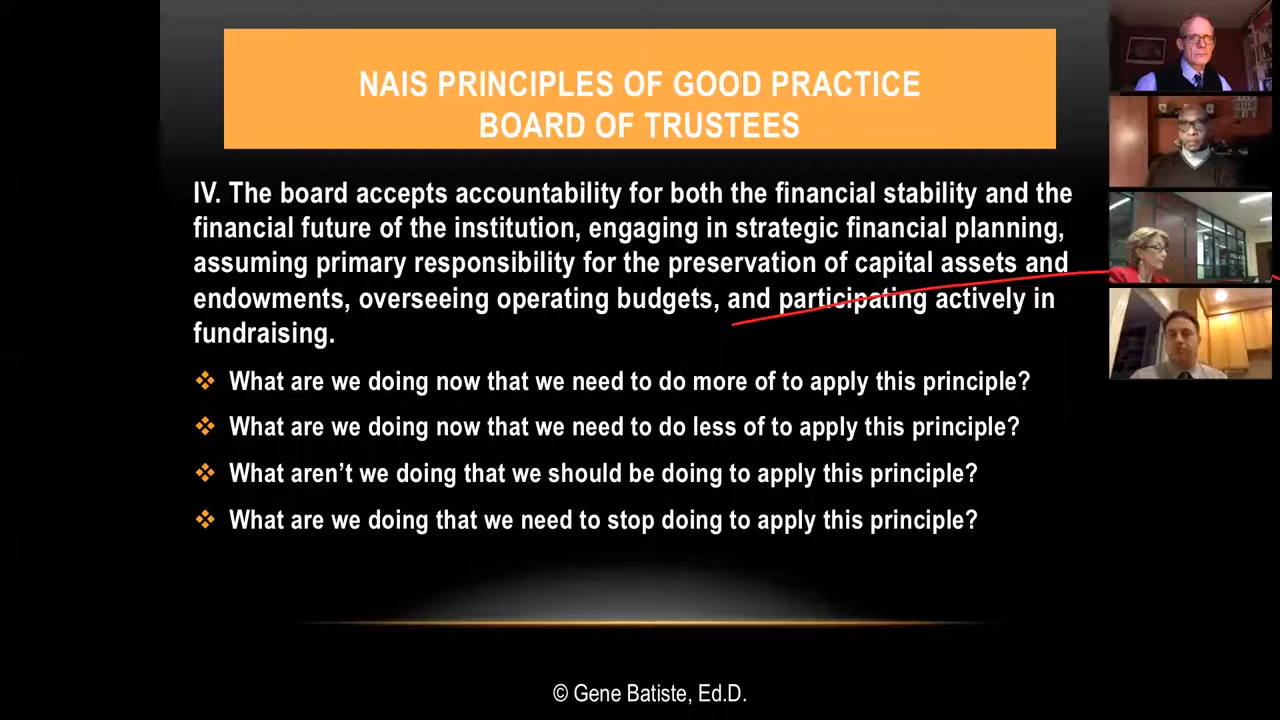 NAIS PRINCIPLES OF GOOD PRACTICE
BOARD OF TRUSTEES
IV. The board accepts accountability for both the financial stability and the
financial future of the institution, engaging in strategic financial planning,
assuming primary responsibility for the preservation of capital assets and
endowments, overseeing operating budgets, and participating actively in
fundraising.
❖ What are we doing now that we need to do more of to apply this principle?
❖ What are we doing now that we need to do less of to apply this principle?
❖ What aren’t we doing that we should be doing to apply this principle?
❖ What are we doing that we need to stop doing to apply this principle?
© Gene Batiste, Ed.D.